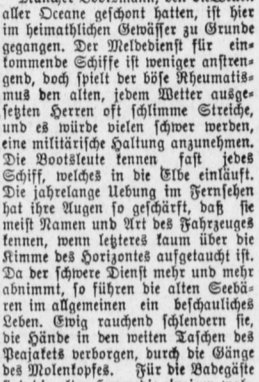 aller Oceane geschont hatten, ist hier
im heimathlichen Gewässer zu Grunde
gegangen. Der Meldedienst für ein-
kommende Schiffe ist weniger anstren-
gend, doch spielt der böse Rheumatis-
mus den alten, jedem Wetter ausge-
setzten Herren oft schlimme Streiche,
und es würde vielen schwer werden,
eine militärische Haltung anzunehmen.
Die Bootsleute kennen fast jedes
Schiff, welches in die Elbe einläuft.
Die jahrelange Uebung im Fernsehen
hat ihre Augen so geschärft, daß sie
meist Namen und Art des Fahrzeuges
kennen, wenn letzteres kaum über die
Kimme des Horizontes aufgetaucht ist.
Da der schwere Dienst mehr und mehr
abnimmt, so führen die alten Seebä-
ren im allgemeinen ein beschauliches
Leben. Ewig rauchend schlendern sie,
die Hände in den weiten Taschen des
Peajakets verborgen, durch die Gänge
des Molenkopfes. Für die Badegäste